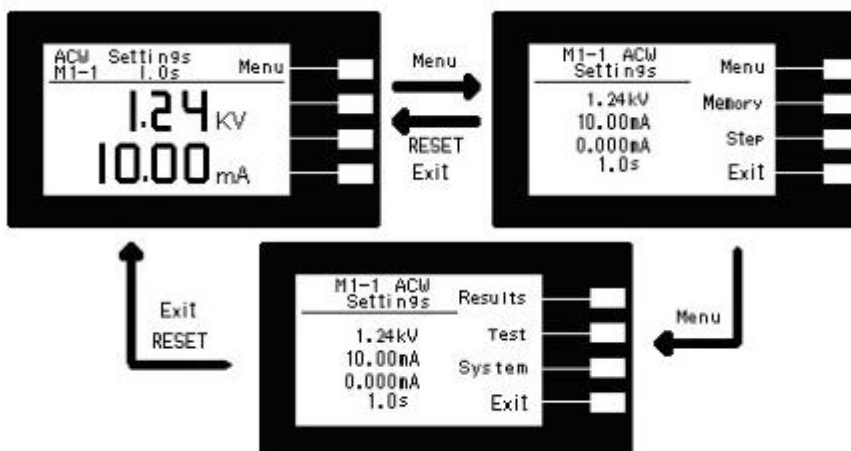 ACW Settings
M1-1 1.0s
Menu
1.24 KV
10.00 mA
Menu
RESET
Exit
M1-1 ACW
Settings
1.24kV
10.00mA
0.000mA
1.0s
Menu
Memory
Step
Exit
Menu
M1-1 ACW
Settings
1.24kV
10.00mA
0.000mA
1.0s
Results
Test
System
Exit
Exit
RESET